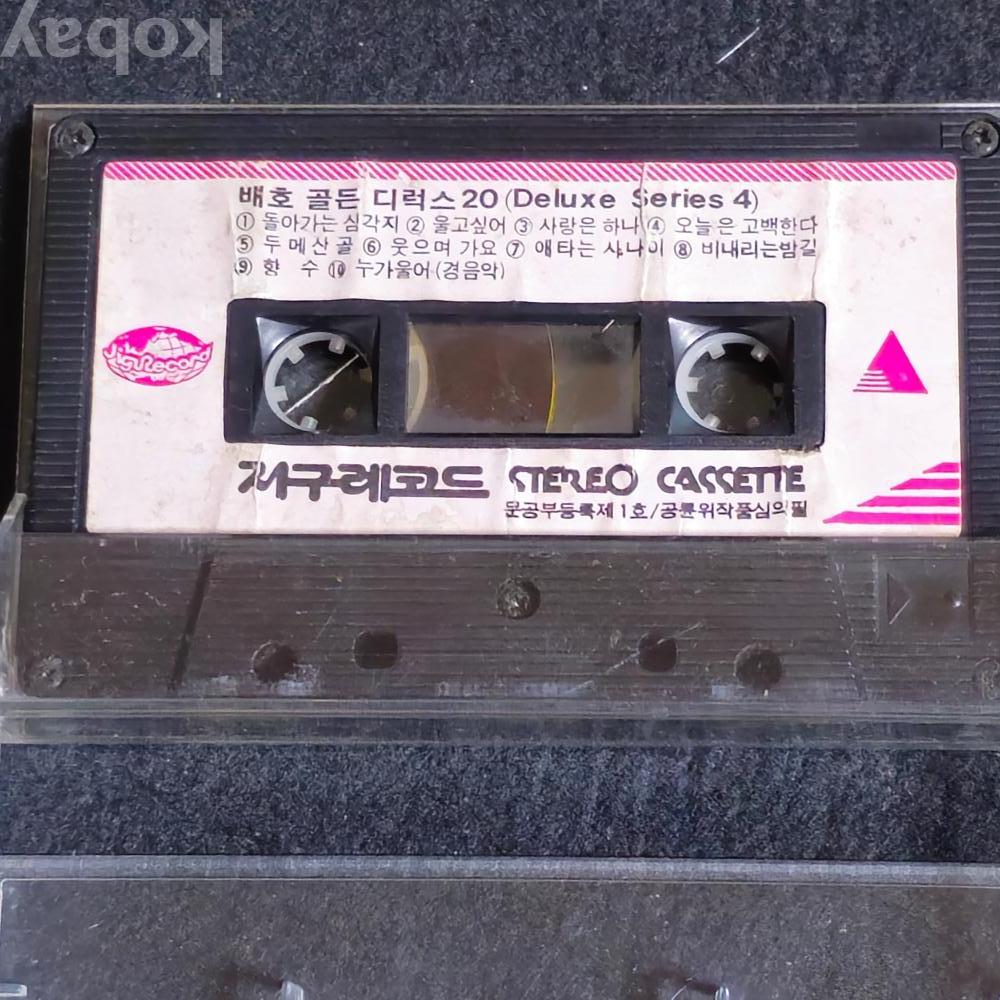 kobay
배호 골든 디럭스20 (Deluxe Series 4)
① 돌아가는 삼각지 ② 울고싶어 ③ 사랑은 하나 ④ 오늘은 고백한다
⑤ 두메산골 ⑥ 웃으며 가요 ⑦ 애타는 사나이 ⑧ 비내리는밤길
⑨ 향 수 ⑩ 누가울어(경음악)
JiguRecord
지구레코드 STEREO CASSETTE
문공부등록제1호/공륜위작품심의필